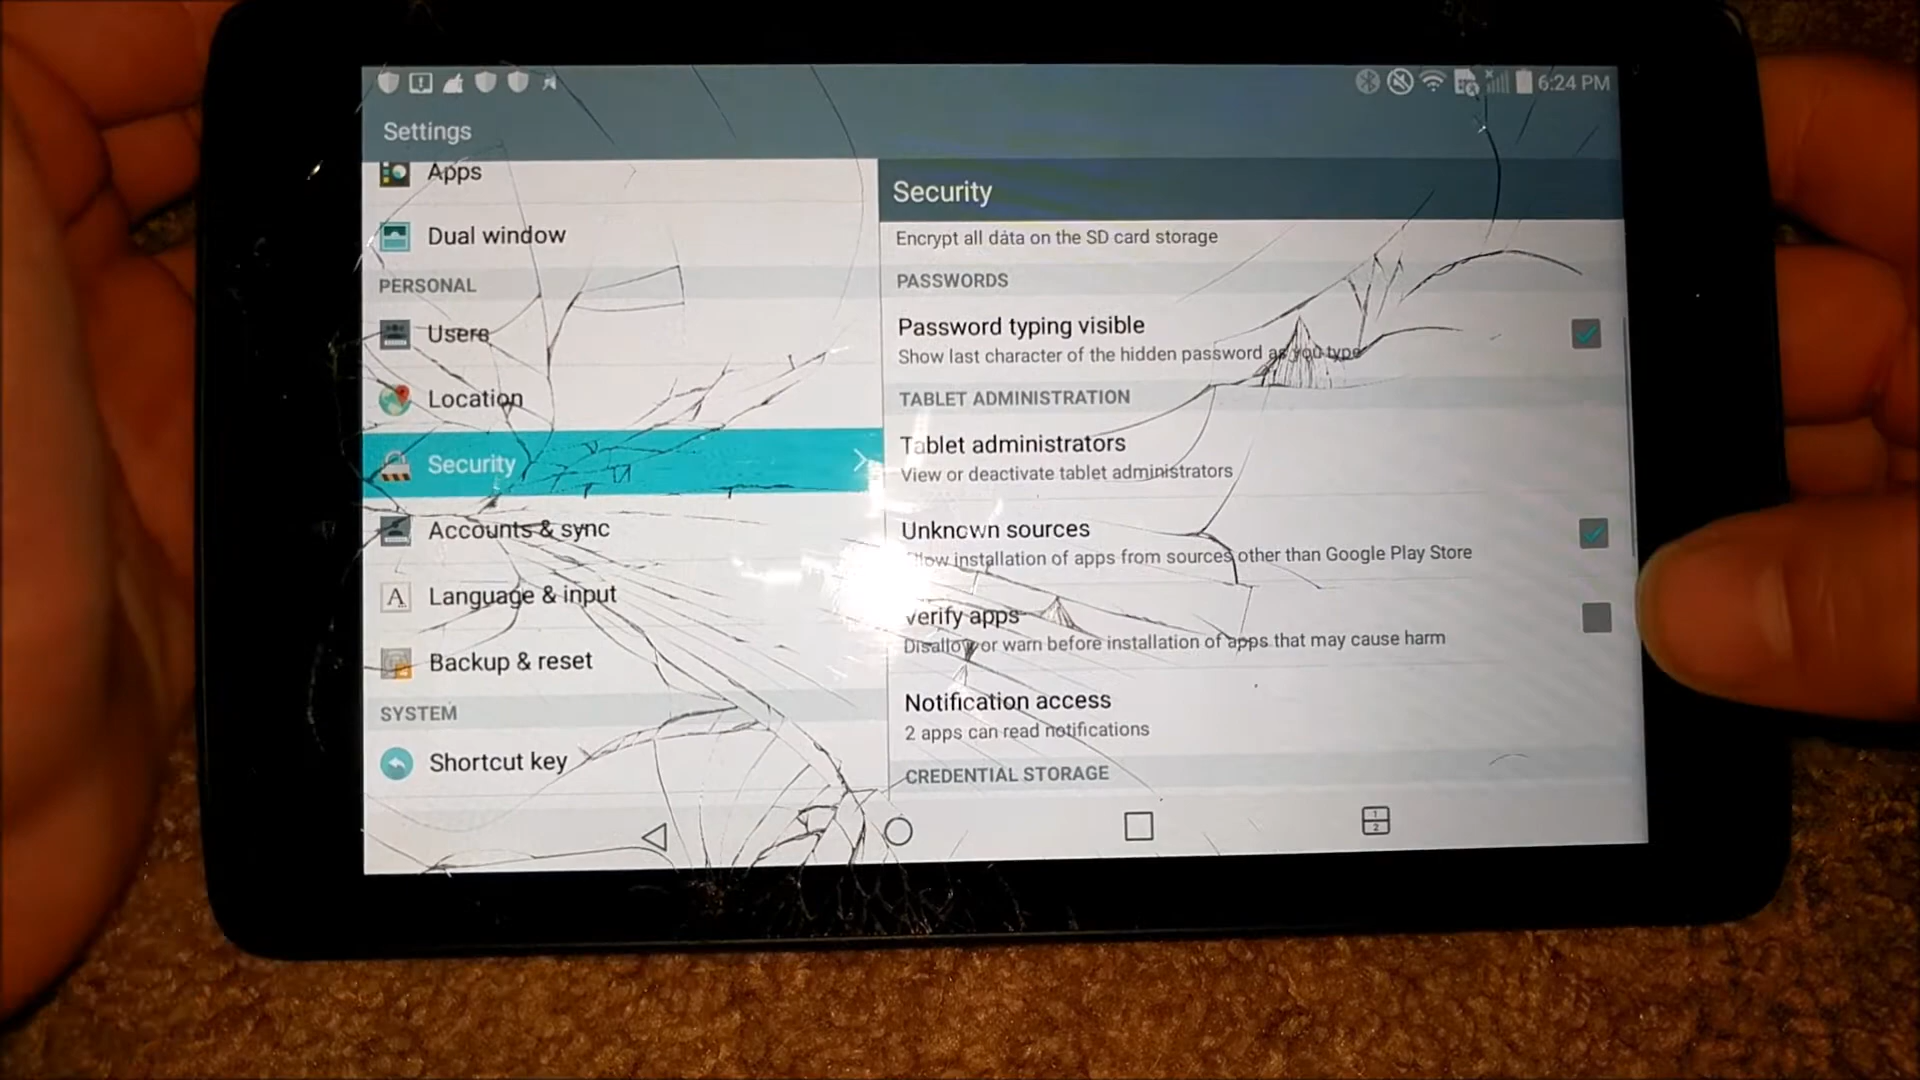 6:24 PM
Settings
Apps
Dual window
PERSONAL
Users
Location
Security
Accounts & sync
Language & input
Backup & reset
SYSTEM
Shortcut key
Security
Encrypt all data on the SD card storage
PASSWORDS
Password typing visible
Show last character of the hidden password as you type
TABLET ADMINISTRATION
Tablet administrators
View or deactivate tablet administrators
Unknown sources
Allow installation of apps from sources other than Google Play Store
Verify apps
Disallow or warn before installation of apps that may cause harm
Notification access
2 apps can read notifications
CREDENTIAL STORAGE
1
2